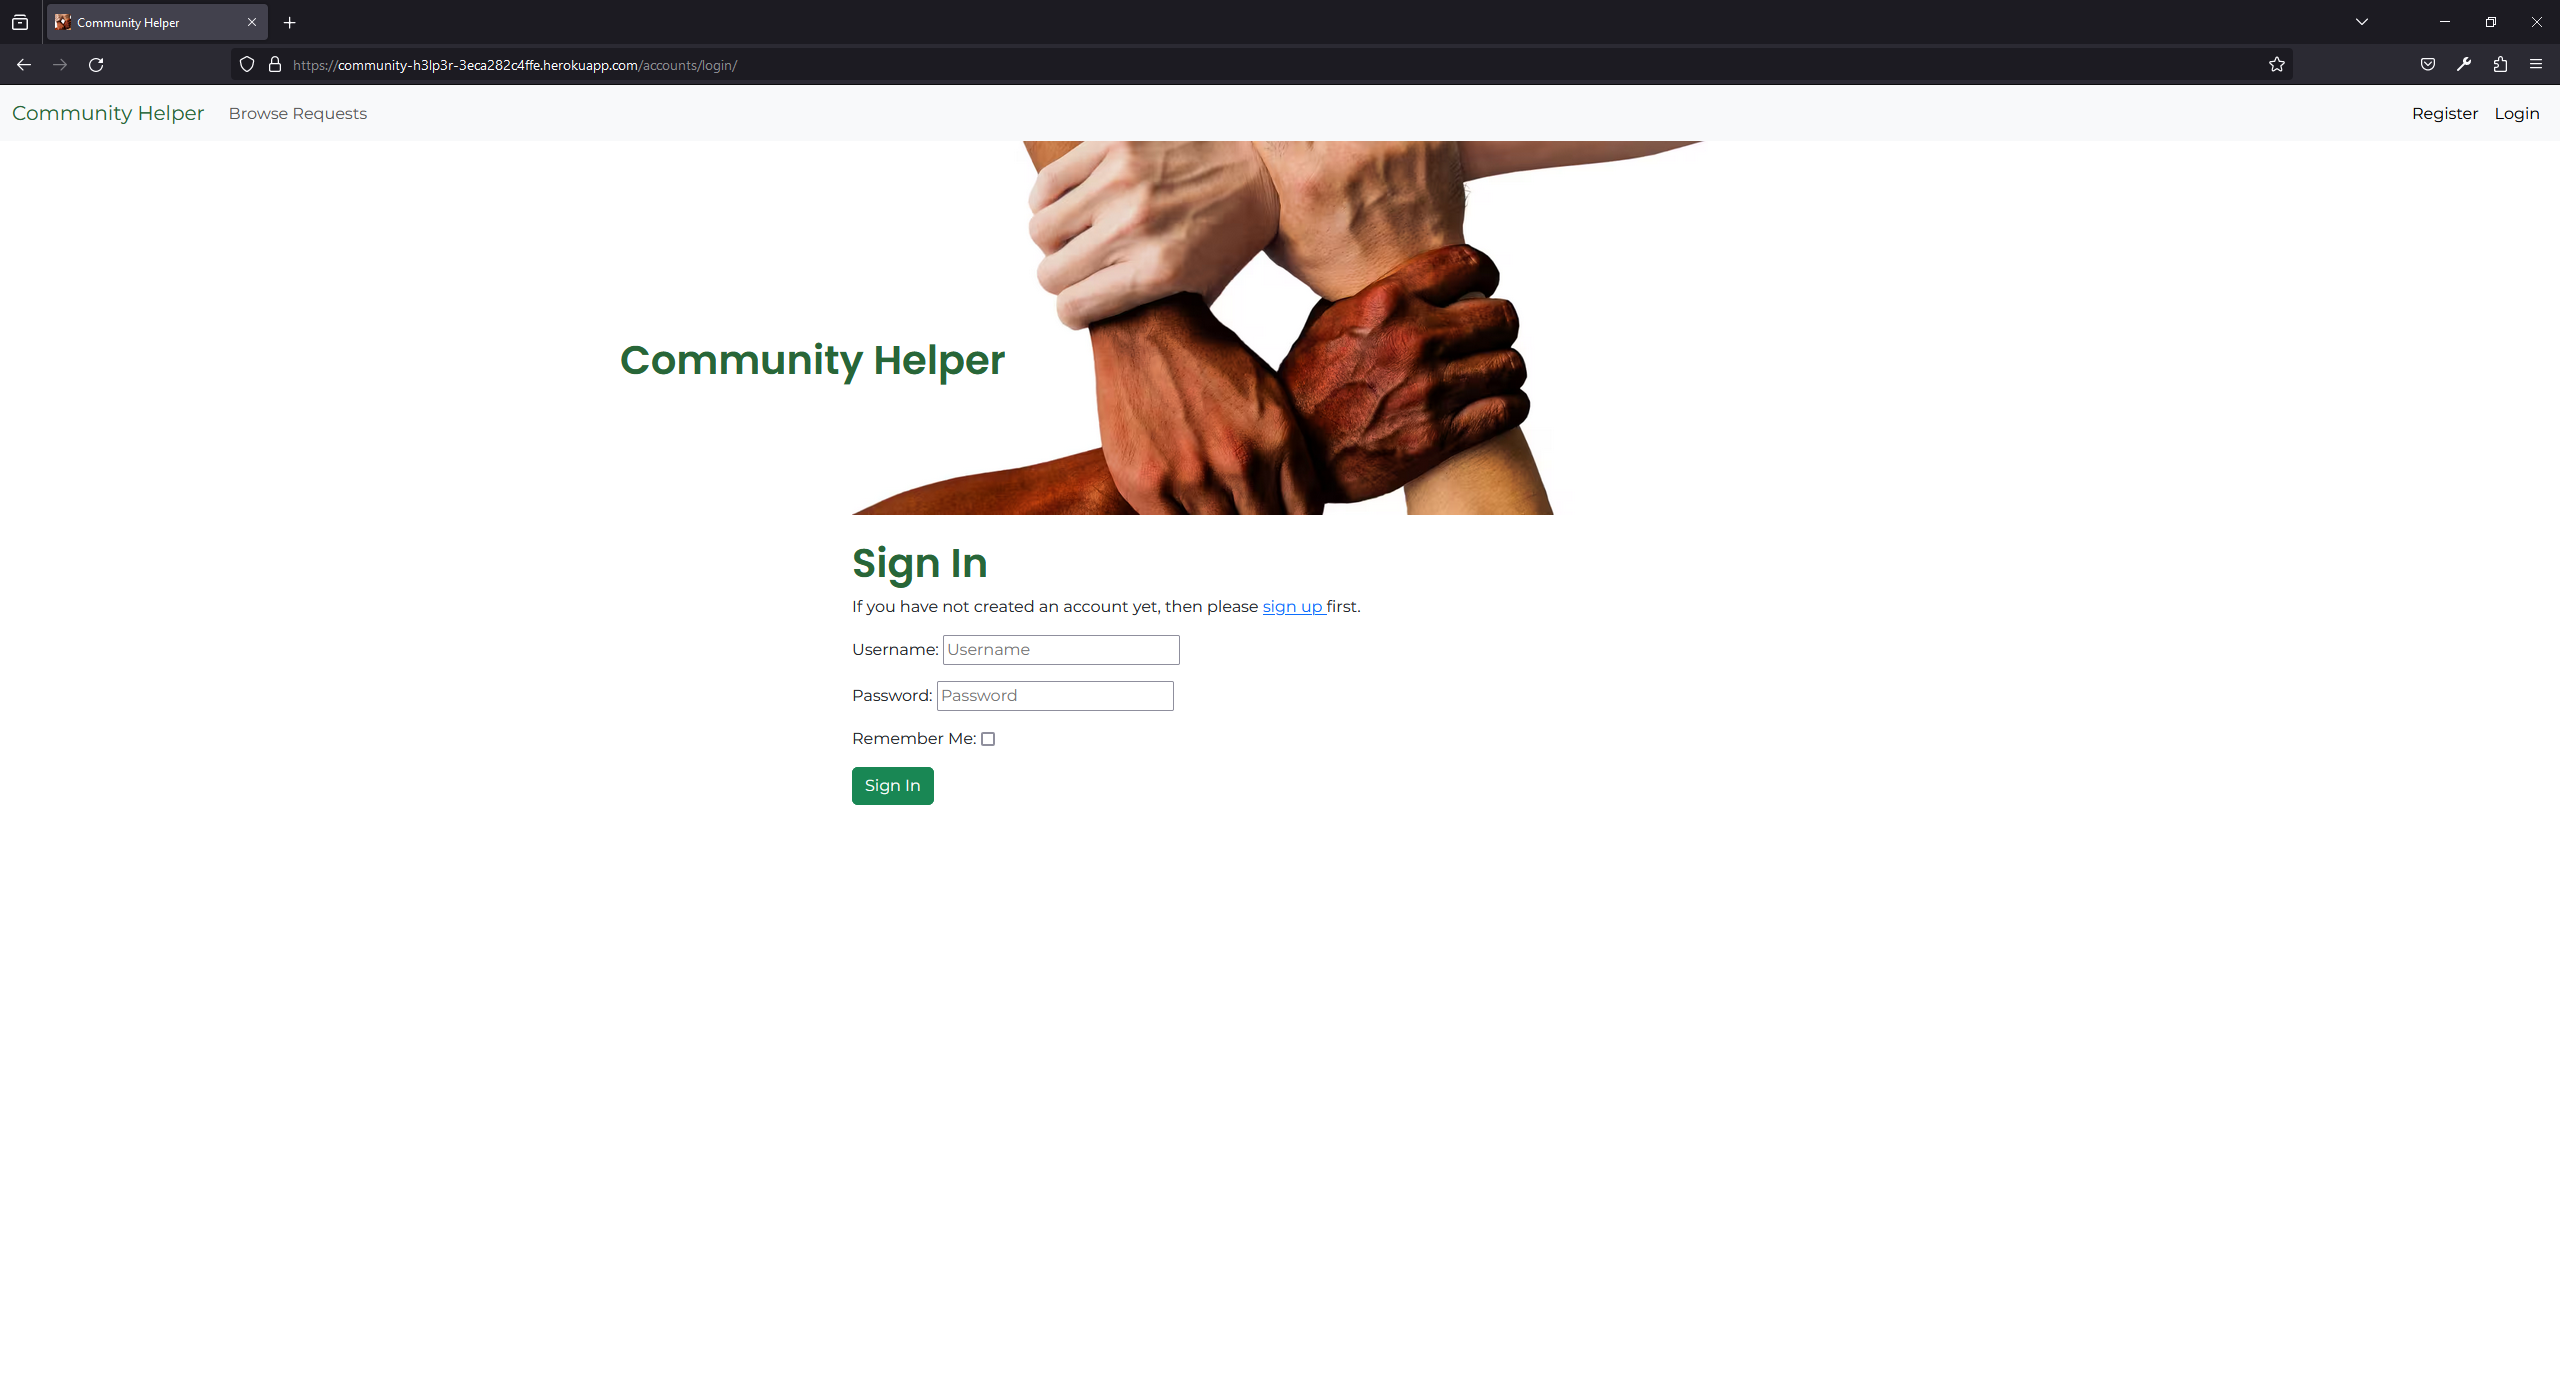 Community Helper
https://community-h3lp3r-3eca282c4ffe.herokuapp.com/accounts/login/
Community Helper Browse Requests Register Login
Community Helper
Sign In
If you have not created an account yet, then please sign up first.
Username: Username
Password: Password
Remember Me:
Sign In